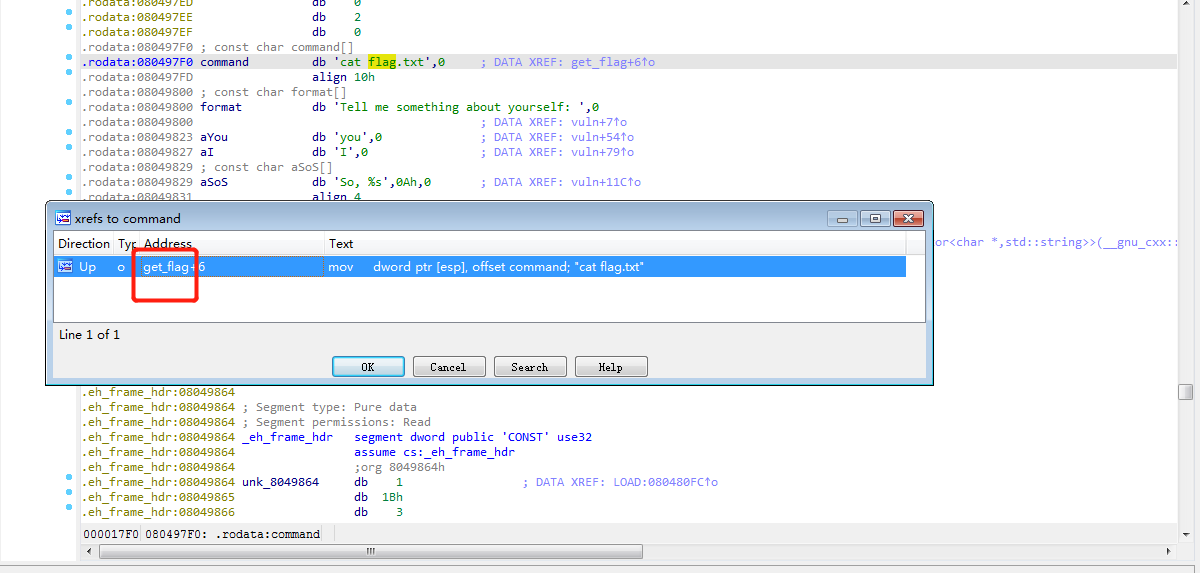 .rodata:080497ED db 0
.rodata:080497EE db 2
.rodata:080497EF db 0
.rodata:080497F0 ; const char command[]
.rodata:080497F0 command db 'cat flag.txt',0 ; DATA XREF: get_flag+6↑o
.rodata:080497FD align 10h
.rodata:08049800 ; const char format[]
.rodata:08049800 format db 'Tell me something about yourself: ',0
.rodata:08049800 ; DATA XREF: vuln+7↑o
.rodata:08049823 aYou db 'you',0 ; DATA XREF: vuln+54↑o
.rodata:08049827 aI db 'I',0 ; DATA XREF: vuln+79↑o
.rodata:08049829 ; const char aSoS[]
.rodata:08049829 aSoS db 'So, %s',0Ah,0 ; DATA XREF: vuln+11C↑o
.rodata:08049831 align 4
xrefs to command
Direction Typ Address Text
Up o get_flag+6 mov dword ptr [esp], offset command; "cat flag.txt"
or<char *,std::string>>(__gnu_cxx::
Line 1 of 1
OK Cancel Search Help
.eh_frame_hdr:08049864
.eh_frame_hdr:08049864 ; Segment type: Pure data
.eh_frame_hdr:08049864 ; Segment permissions: Read
.eh_frame_hdr:08049864 _eh_frame_hdr segment dword public 'CONST' use32
.eh_frame_hdr:08049864 assume cs:_eh_frame_hdr
.eh_frame_hdr:08049864 ;org 8049864h
.eh_frame_hdr:08049864 unk_8049864 db 1 ; DATA XREF: LOAD:080480FC↑o
.eh_frame_hdr:08049865 db 1Bh
.eh_frame_hdr:08049866 db 3
000017F0 080497F0: .rodata:command